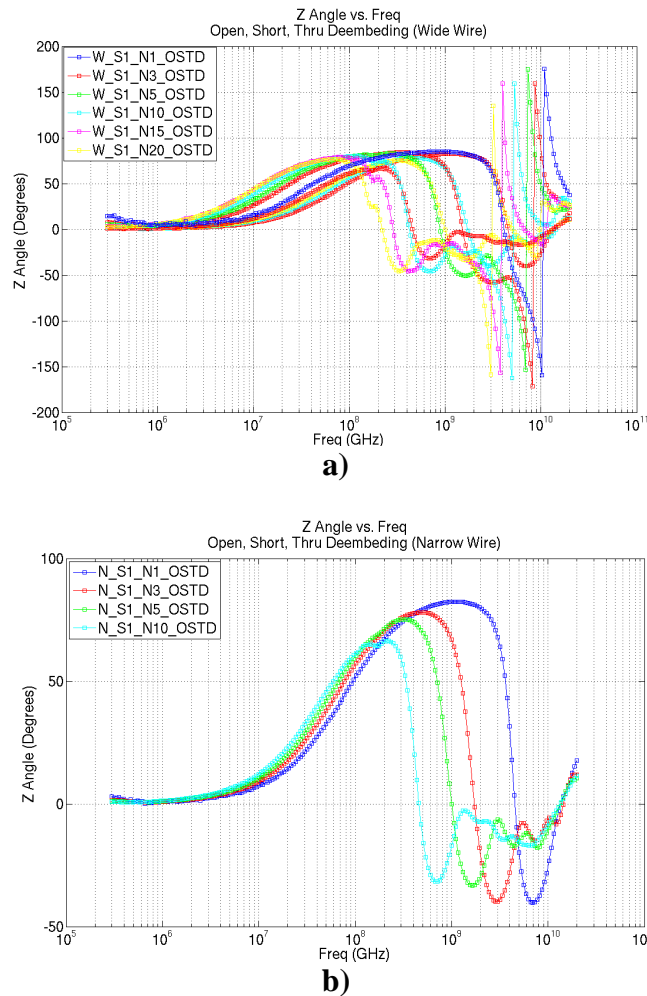 Z Angle vs. Freq
Open, Short, Thru Deembeding (Wide Wire)
Z Angle (Degrees)
200
150
100
50
0
-50
-100
-150
-200
W_S1_N1_OSTD
W_S1_N3_OSTD
W_S1_N5_OSTD
W_S1_N10_OSTD
W_S1_N15_OSTD
W_S1_N20_OSTD
10^5 10^6 10^7 10^8 10^9 10^10 10^11
Freq (GHz)
a)
Z Angle vs. Freq
Open, Short, Thru Deembeding (Narrow Wire)
Z Angle (Degrees)
100
50
0
-50
N_S1_N1_OSTD
N_S1_N3_OSTD
N_S1_N5_OSTD
N_S1_N10_OSTD
10^5 10^6 10^7 10^8 10^9 10^10
Freq (GHz)
b)